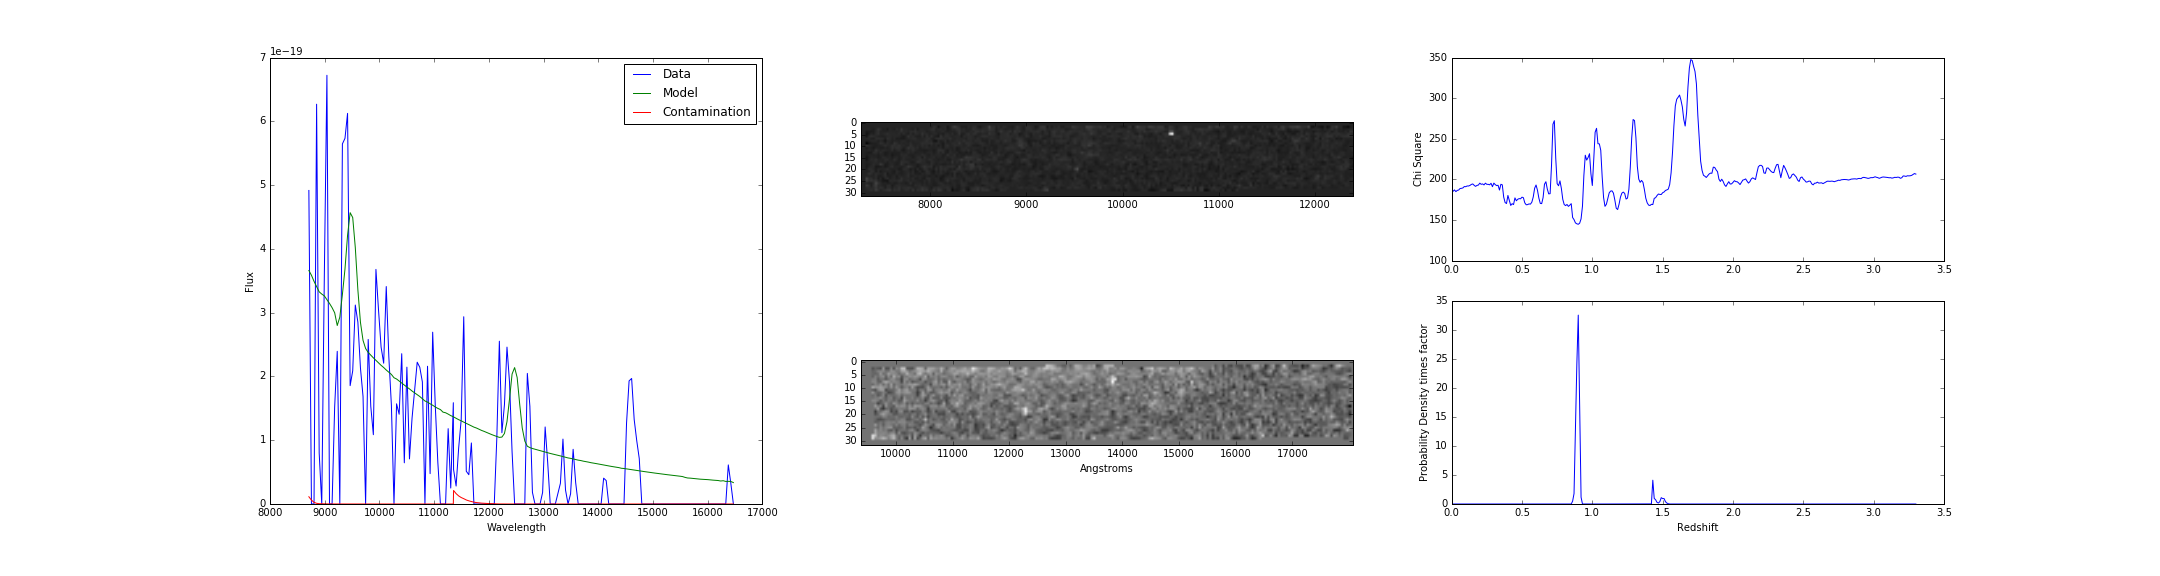 1e−19
7
6
5
4
3
2
1
0
Flux
8000 9000 10000 11000 12000 13000 14000 15000 16000 17000
Wavelength
Data
Model
Contamination
0
5
10
15
20
25
30
8000 9000 10000 11000 12000
0
5
10
15
20
25
30
10000 11000 12000 13000 14000 15000 16000 17000
Angstroms
350
300
250
200
150
100
Chi Square
0.0 0.5 1.0 1.5 2.0 2.5 3.0 3.5
35
30
25
20
15
10
5
0
Probability Density times factor
0.0 0.5 1.0 1.5 2.0 2.5 3.0 3.5
Redshift